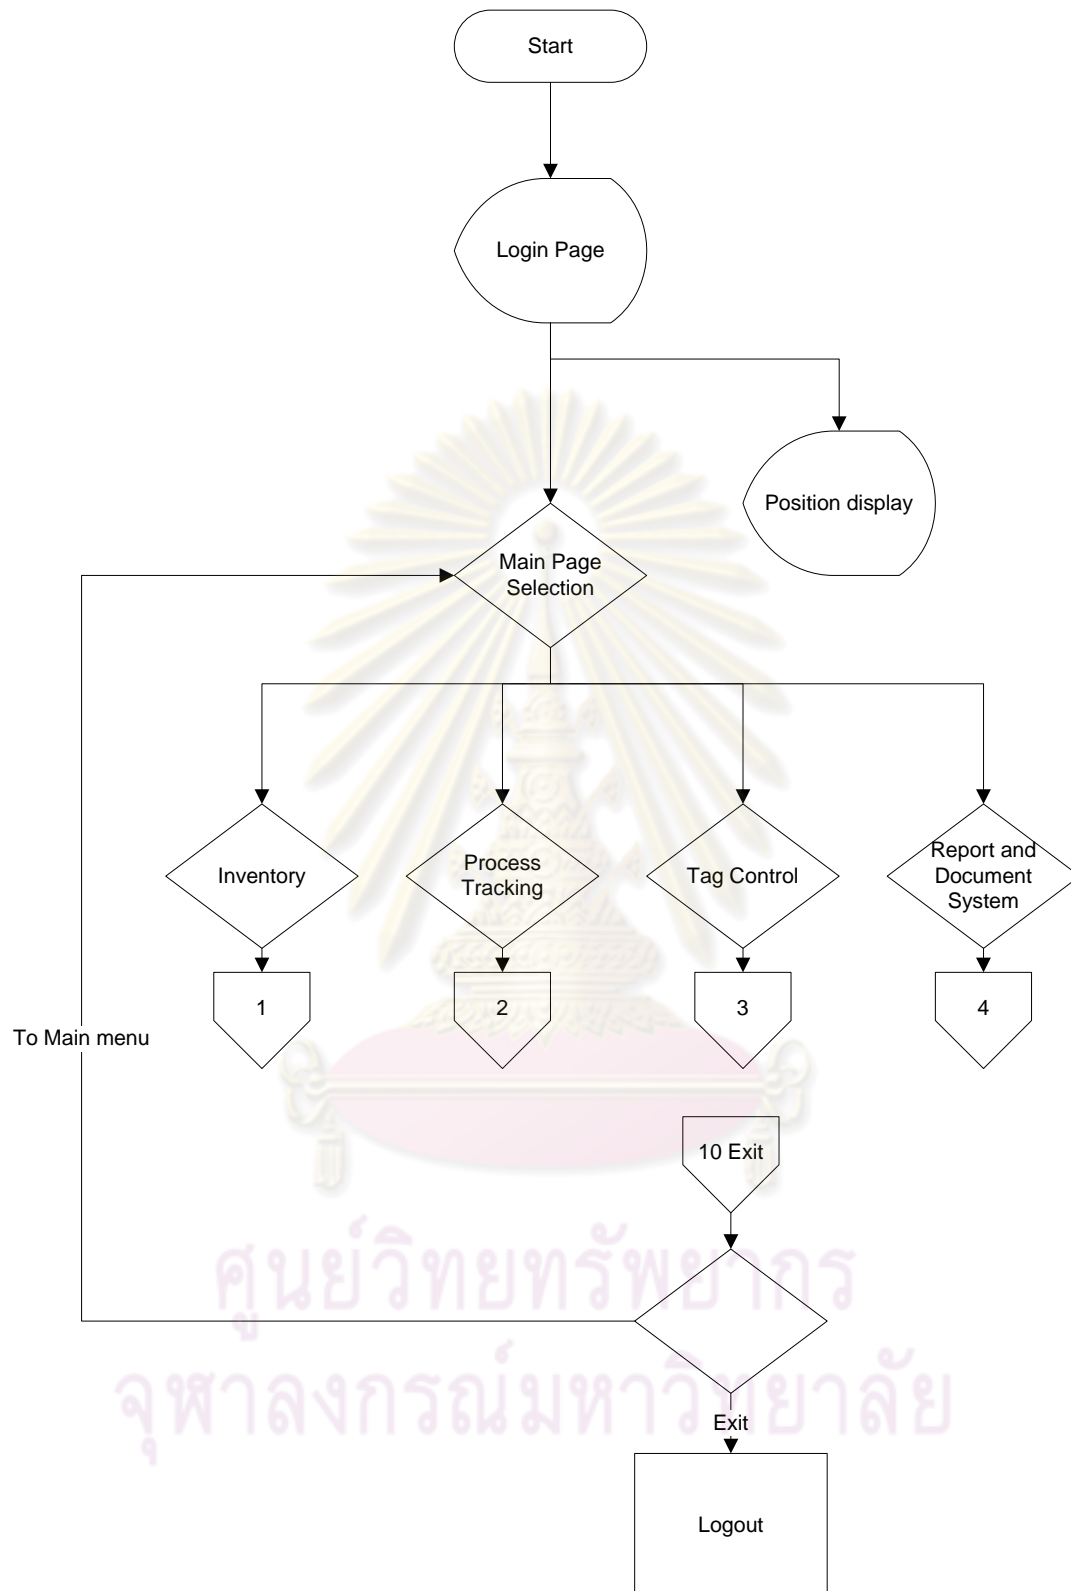 Start
Login Page
Position display
Main Page
Selection
Inventory
Process
Tracking
Tag Control
Report and
Document
System
1
2
3
4
To Main menu
10 Exit
ศูนย์วิทยทรัพยากร
จุฬาลงกรณ์มหาวิทยาลัย
Exit
Logout